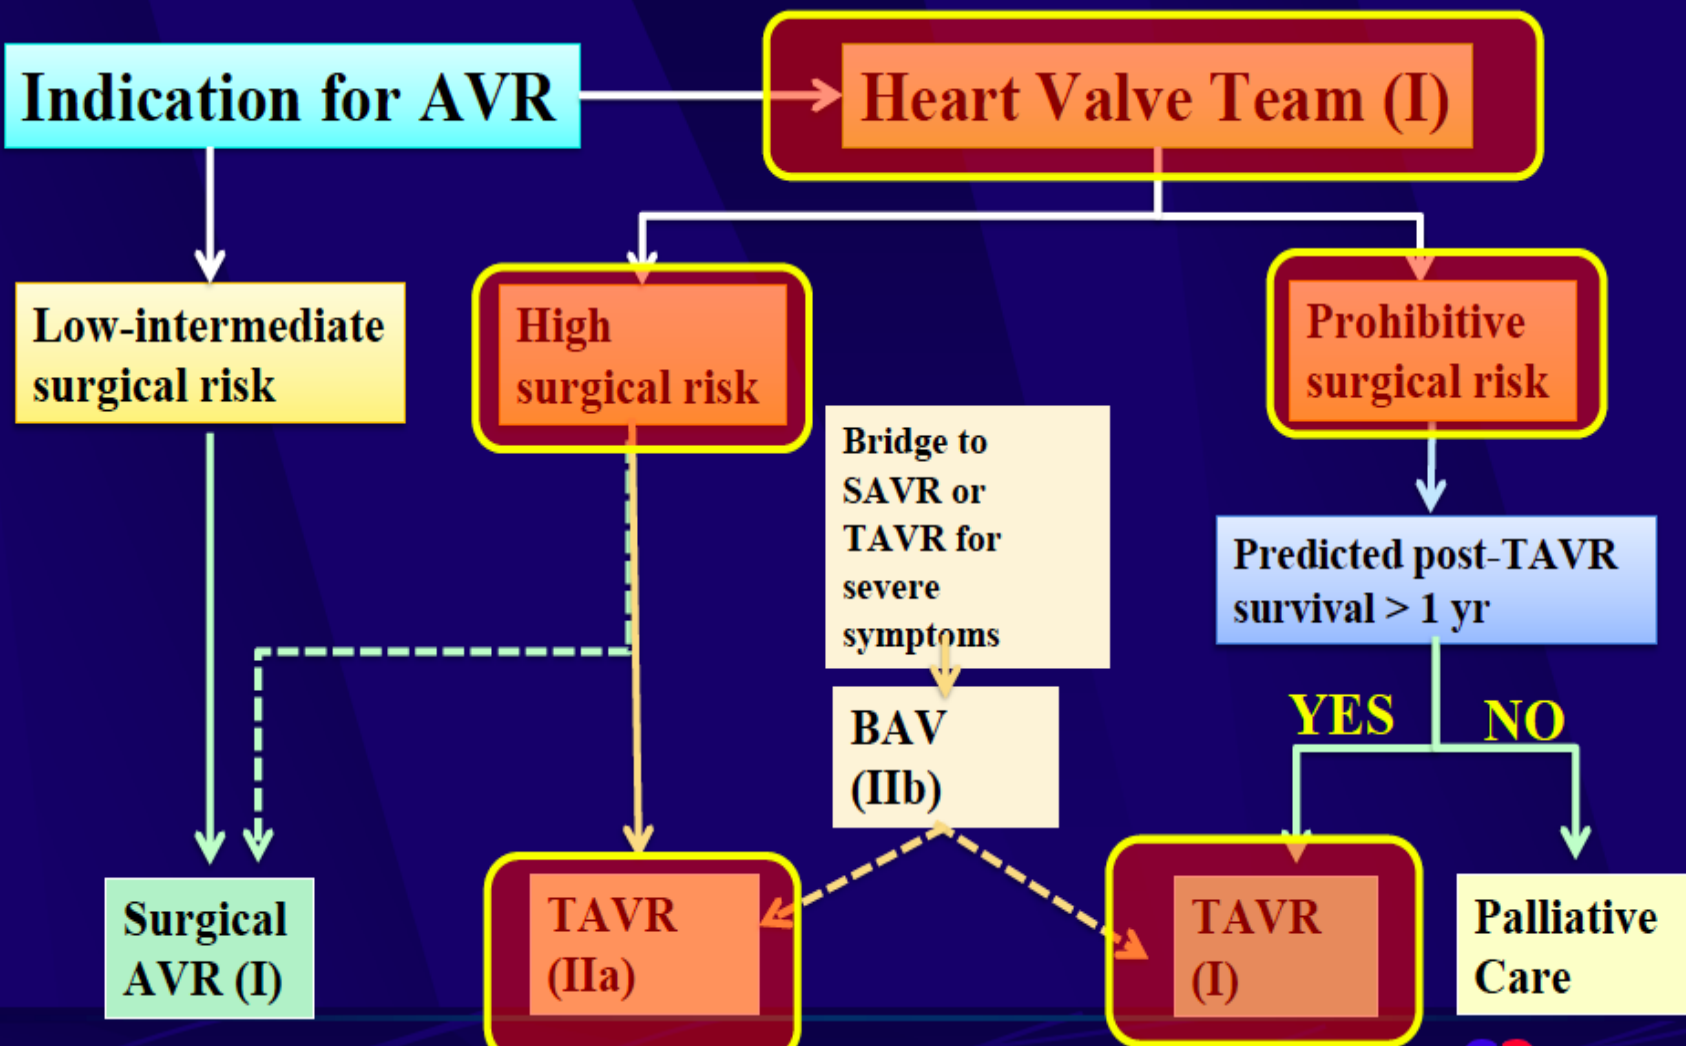 Indication for AVR
Heart Valve Team (I)
Low-intermediate
surgical risk
High
surgical risk
Prohibitive
surgical risk
Bridge to
SAVR or
TAVR for
severe
symptoms
Predicted post-TAVR
survival > 1 yr
BAV
(IIb)
YES
NO
Surgical
AVR (I)
TAVR
(IIa)
TAVR
(I)
Palliative
Care